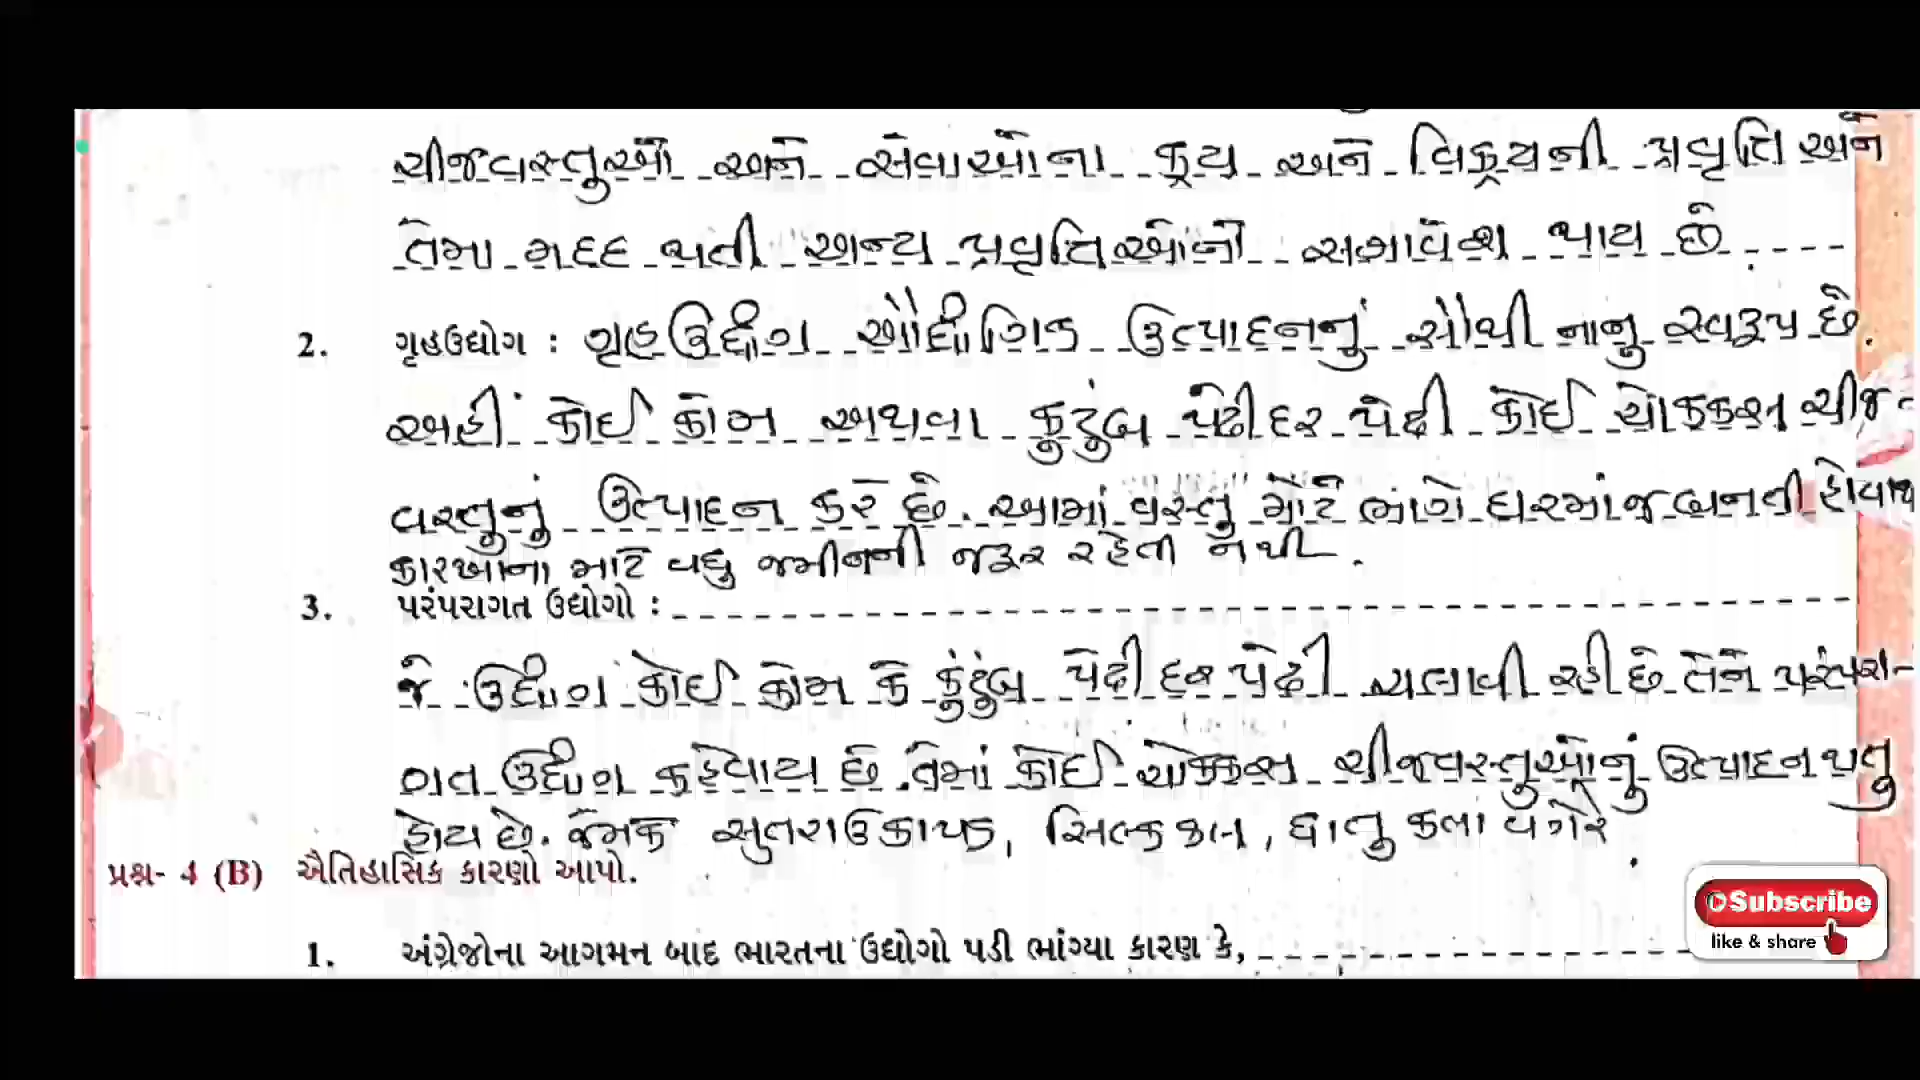 ચીજવસ્તુઓ અને સેવાઓના ક્રય અને વિક્રયની પ્રવૃતિ અને
તેમા મદદ થતી અન્ય પ્રવૃતિઓનો સમાવેશ થાય છે.
2. ગૃહઉદ્યોગ : ગૃહઉદ્યોગ ઔદ્યોગિક ઉત્પાદનનું સૌથી નાનુ સ્વરૂપ છે.
અહીં કોઈ કોમ અથવા કુટુંબ પેઢી દર પેઢી કોઈ ચોક્કસ ચીજ-
વસ્તુનું ઉત્પાદન કરે છે. આમાં વસ્તુ મોટે ભાગે ઘરમાં જ બનતી હોવાથી
કારખાના માટે વધુ જમીનની જરૂર રહેતી નથી.
3. પરંપરાગત ઉદ્યોગો :
જે ઉદ્યોગ કોઈ કોમ કે કુંટુંબ પેઢી દર પેઢી ચલાવી રહી છે તેને પરંપરા-
ગત ઉદ્યોગ કહેવાય છે. તેમાં કોઈ ચોક્કસ ચીજવસ્તુઓનું ઉત્પાદન થતુ
હોય છે. જેમકે સુતરાઉકાપડ, સિલ્ક કલા, ધાતુ કલા વગેરે.
પ્રશ્ન- 4 (B) ઐતિહાસિક કારણો આપો.
1. અંગ્રેજોના આગમન બાદ ભારતના ઉદ્યોગો પડી ભાંગ્યા કારણ કે,
Subscribe
like & share